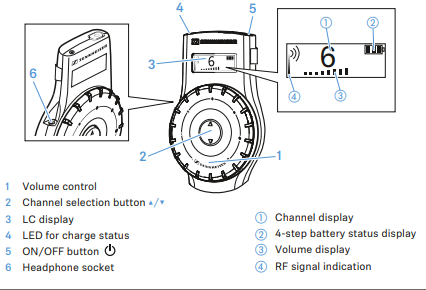 4
5
SENNHEISER
6
3
6
2
1
SENNHEISER
①
②
6
④
③
1 Volume control
2 Channel selection button ▲/▼
3 LC display
4 LED for charge status
5 ON/OFF button ⏻
6 Headphone socket
① Channel display
② 4-step battery status display
③ Volume display
④ RF signal indication